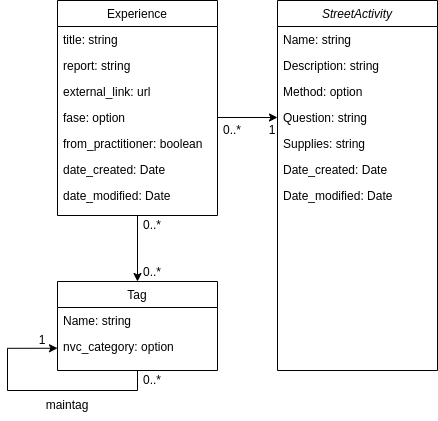 Experience
title: string
report: string
external_link: url
fase: option
from_practitioner: boolean
date_created: Date
date_modified: Date
StreetActivity
Name: string
Description: string
Method: option
Question: string
Supplies: string
Date_created: Date
Date_modified: Date
0..*
1
0..*
0..*
Tag
Name: string
nvc_category: option
1
0..*
maintag